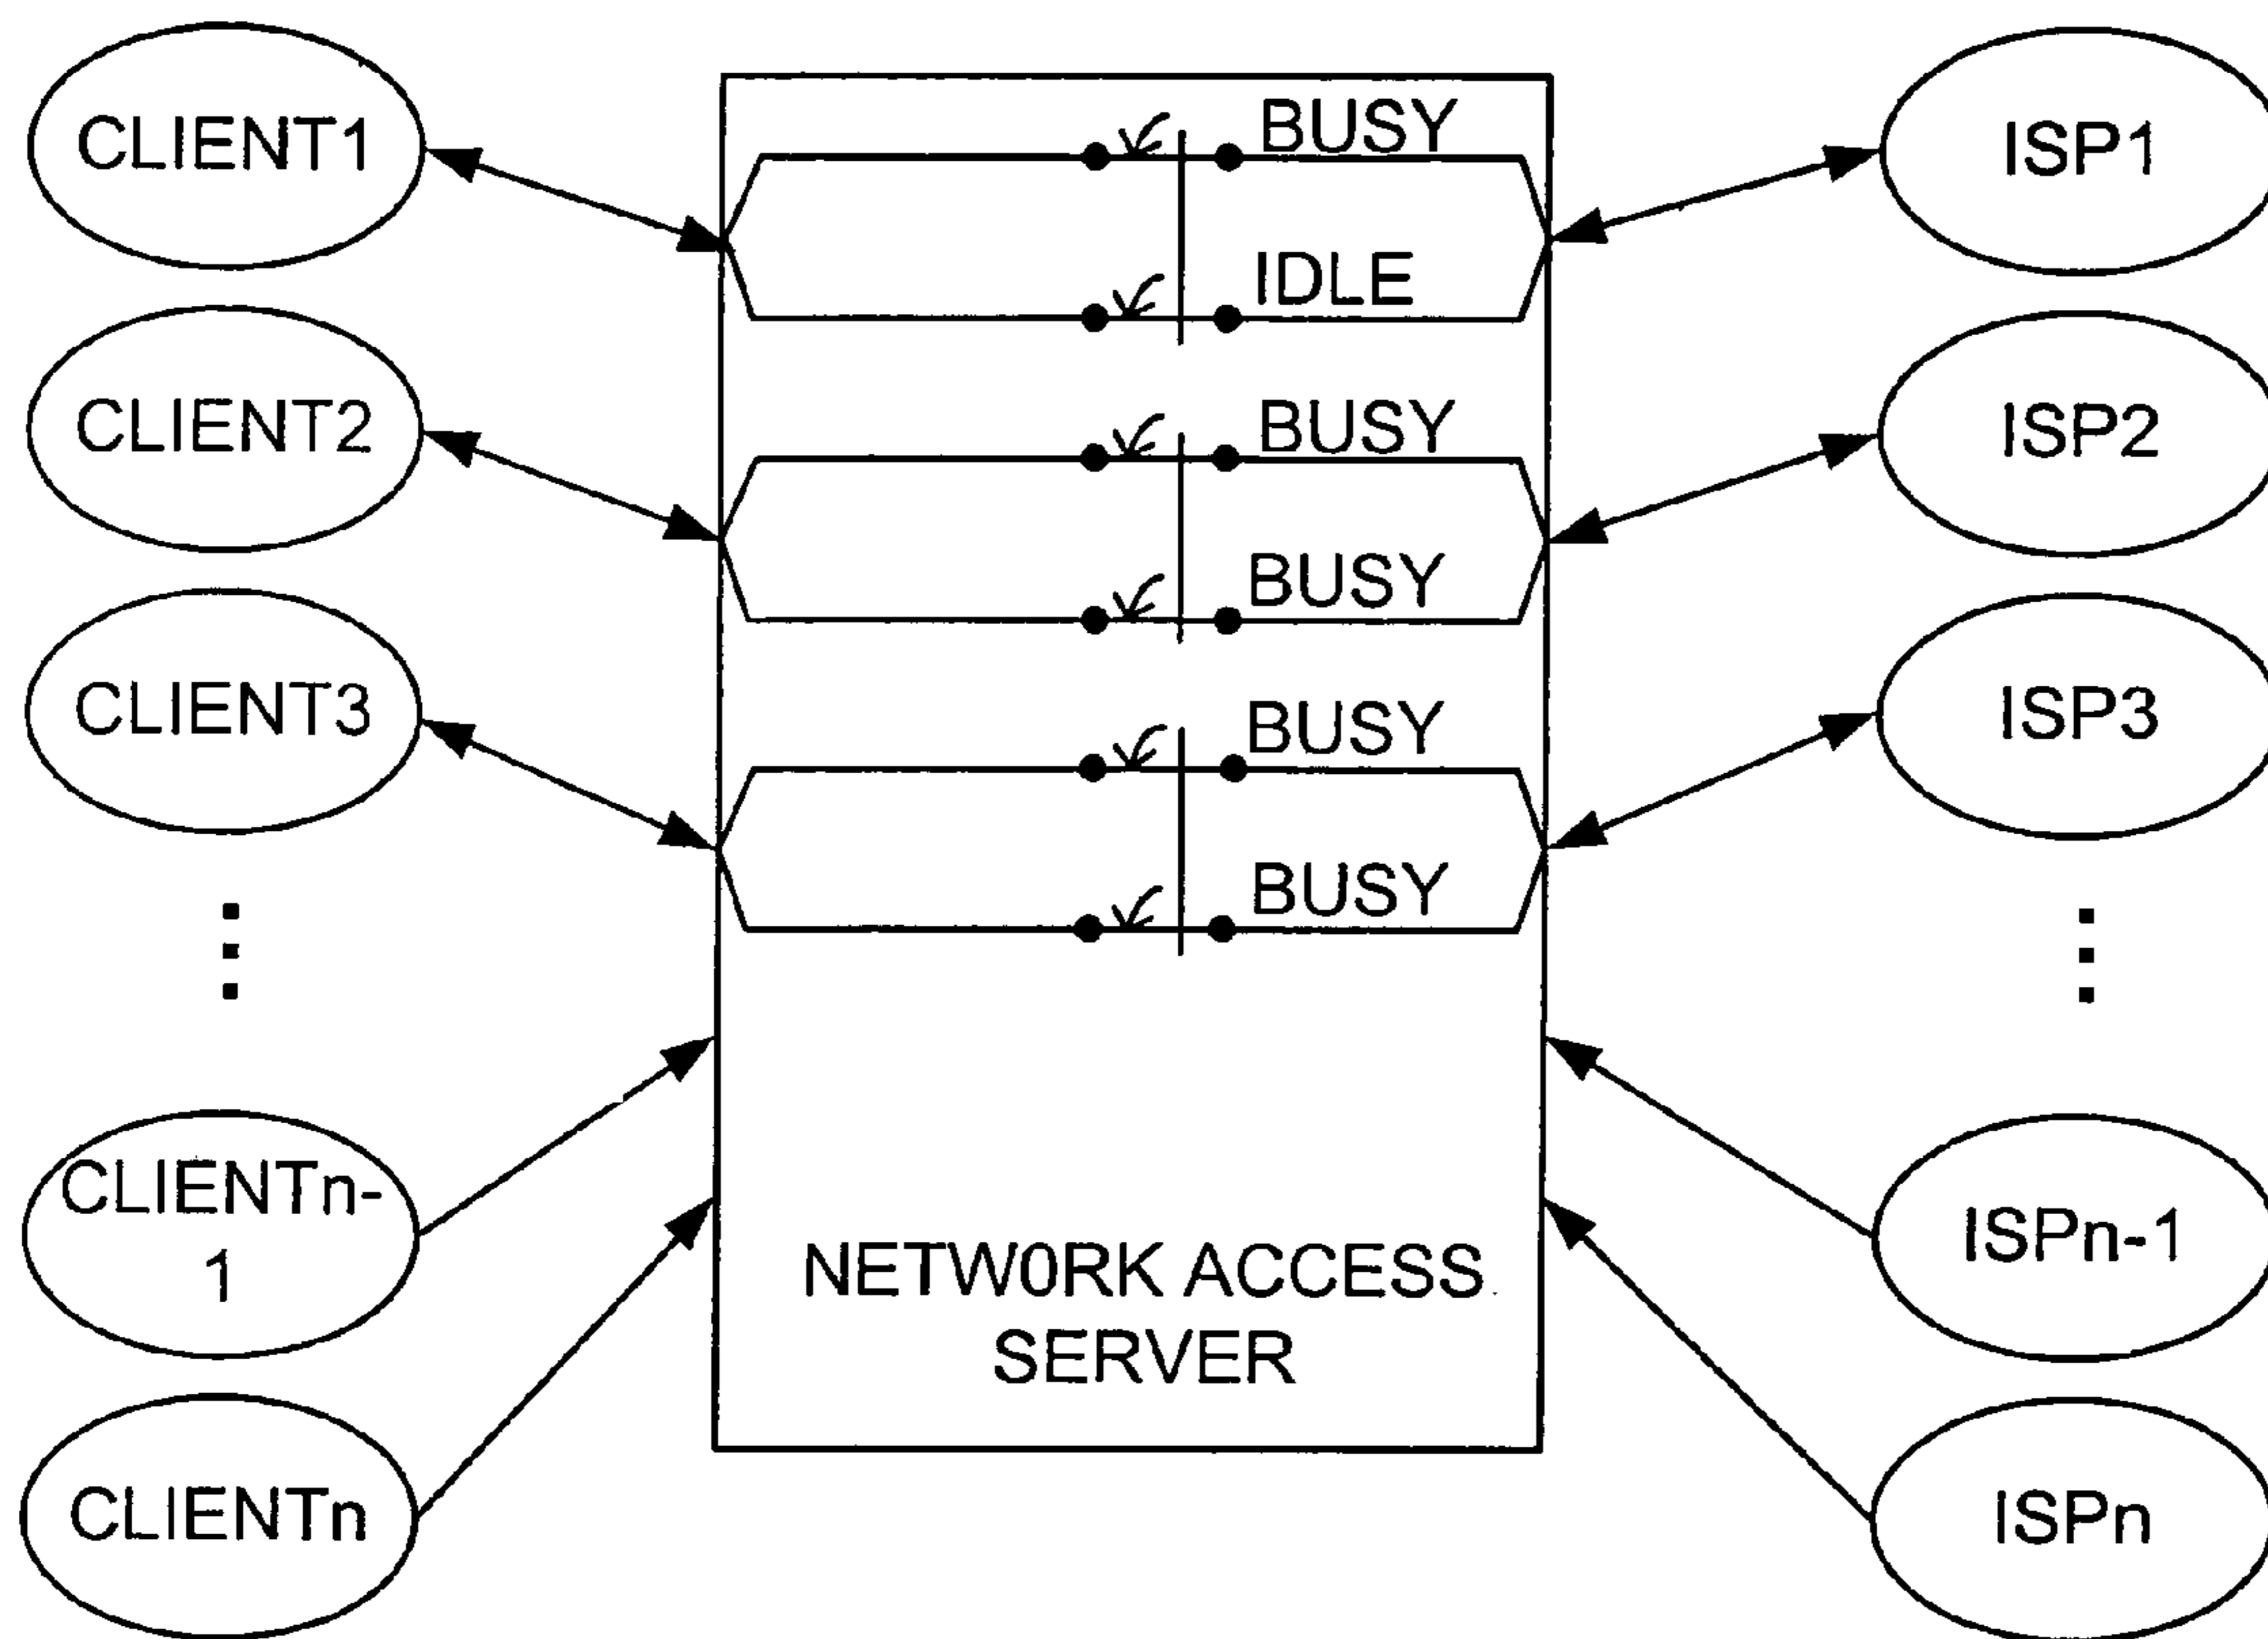 CLIENT1
BUSY
ISP1
IDLE
CLIENT2
BUSY
ISP2
BUSY
CLIENT3
BUSY
ISP3
BUSY
CLIENTn-
1
ISPn-1
NETWORK ACCESS
SERVER
CLIENTn
ISPn